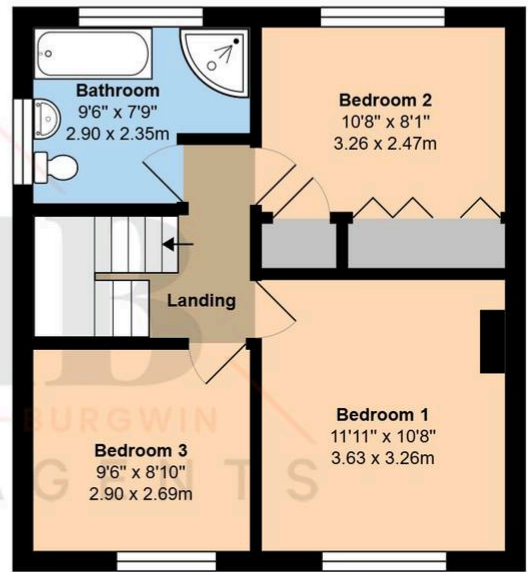 Bathroom
9'6" x 7'9"
2.90 x 2.35m
Bedroom 2
10'8" x 8'1"
3.26 x 2.47m
Landing
Bedroom 1
11'11" x 10'8"
3.63 x 3.26m
Bedroom 3
9'6" x 8'10"
2.90 x 2.69m
B
BURGWIN
AGENTS